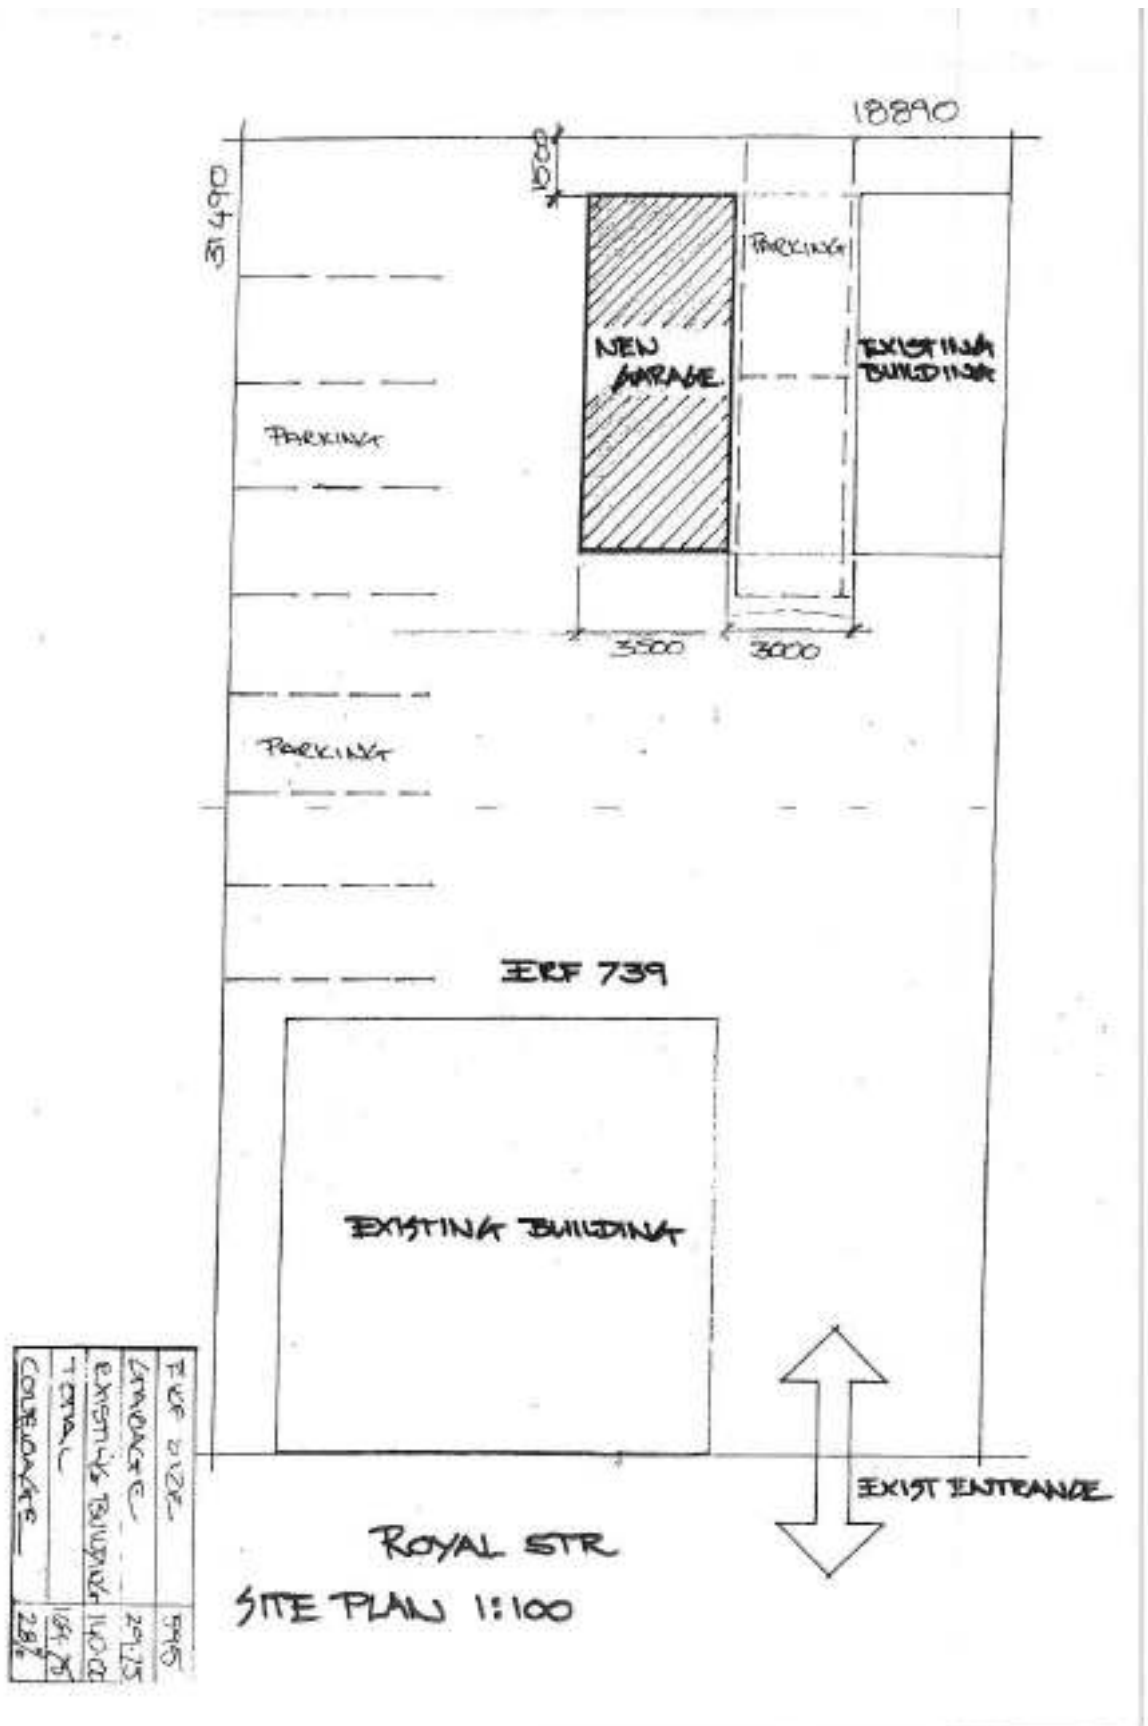 18890
31490
1500
PARKING
NEW
GARAGE.
EXISTING
BUILDING
PARKING
3500
3000
PARKING
ERF 739
EXISTING BUILDING
EXIST ENTRANCE
ROYAL STR
SITE PLAN 1:100
ERF SIZE 595
GARAGE 29.75
EXISTING BUILDING 140.00
TOTAL
COVERAGE 28%